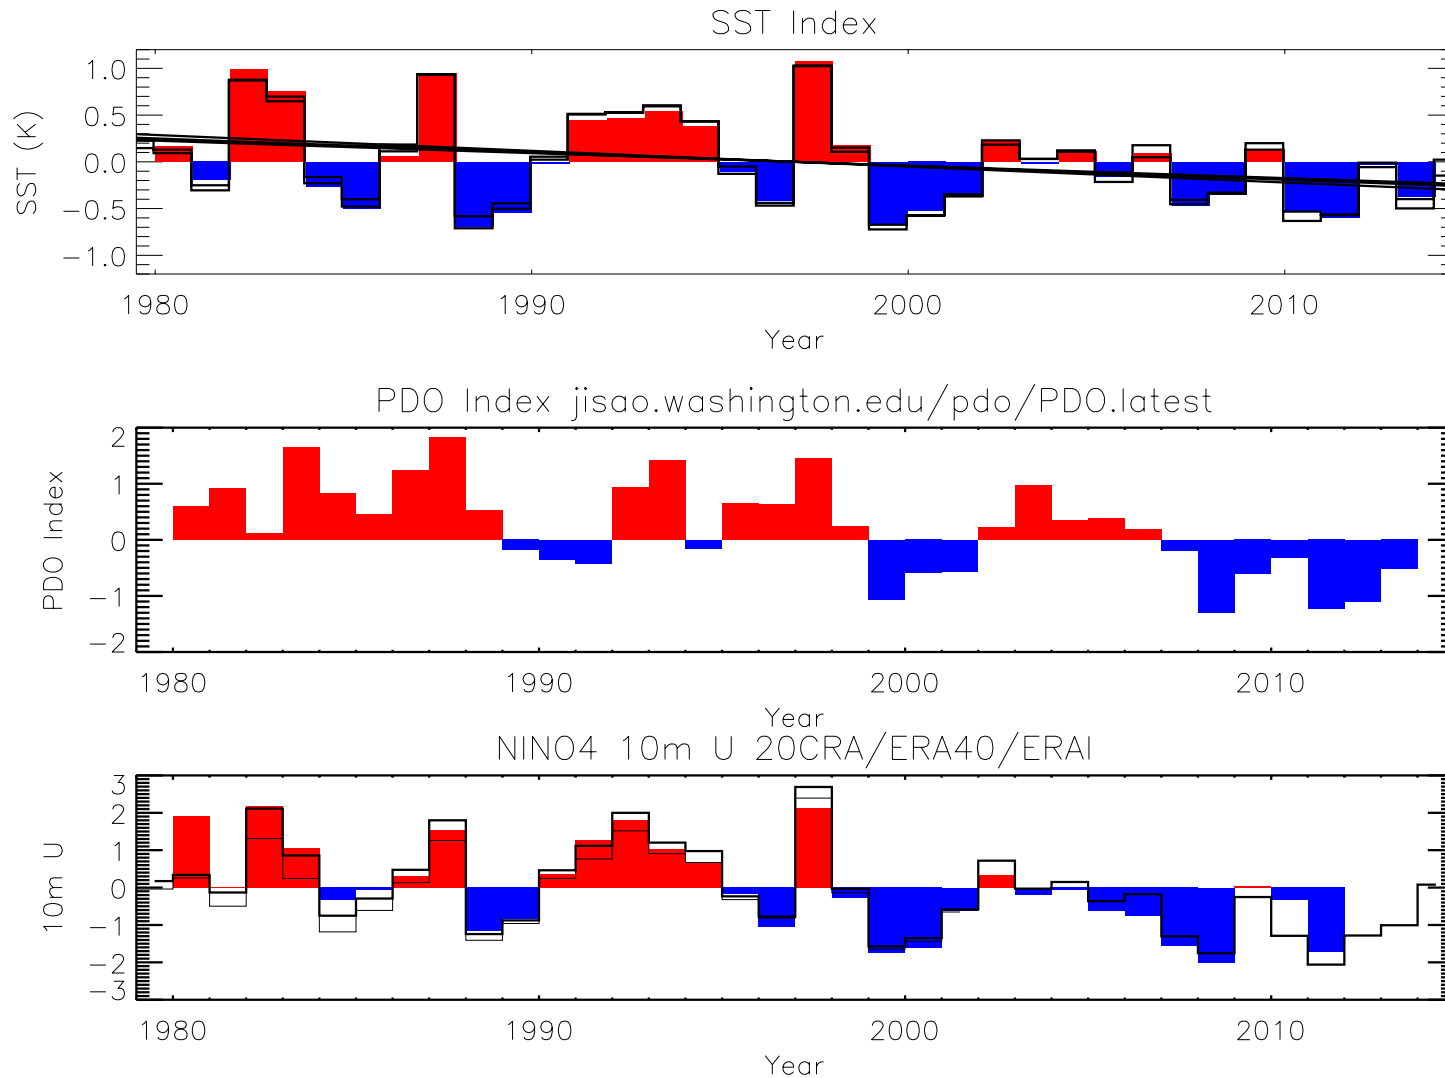 SST Index
SST (K)
1.0
0.5
0.0
−0.5
−1.0
1980 1990 2000 2010
Year
PDO Index jisao.washington.edu/pdo/PDO.latest
PDO Index
2
1
0
−1
−2
1980 1990 2000 2010
Year
NINO4 10m U 20CRA/ERA40/ERAI
10m U
3
2
1
0
−1
−2
−3
1980 1990 2000 2010
Year